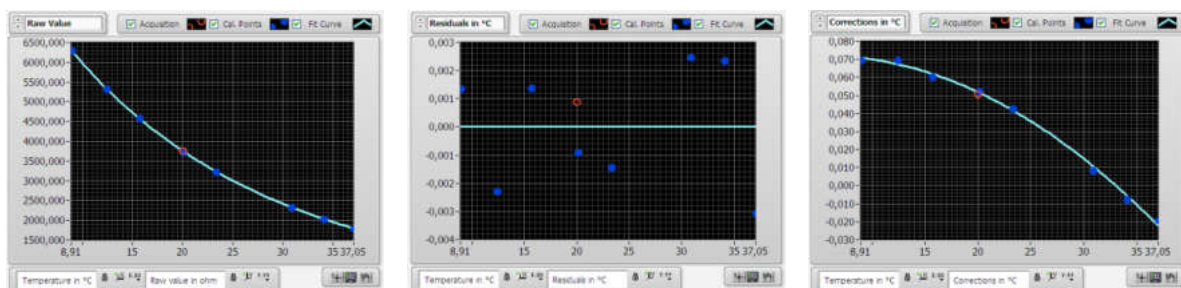 Raw Value
Acquisition
Cal. Points
Fit Curve
6500,000
6000,000
5500,000
5000,000
4500,000
4000,000
3500,000
3000,000
2500,000
2000,000
1500,000
8,91
15
20
25
30
35 37,05
Temperature in °C
Raw value in ohm
Residuals in °C
Acquisition
Cal. Points
Fit Curve
0,003
0,002
0,001
0,000
-0,001
-0,002
-0,003
-0,004
8,91
15
20
25
30
35 37,05
Temperature in °C
Residuals in °C
Corrections in °C
Acquisition
Cal. Points
Fit Curve
0,080
0,070
0,060
0,050
0,040
0,030
0,020
0,010
0,000
-0,010
-0,020
-0,030
8,91
15
20
25
30
35 37,05
Temperature in °C
Corrections in °C